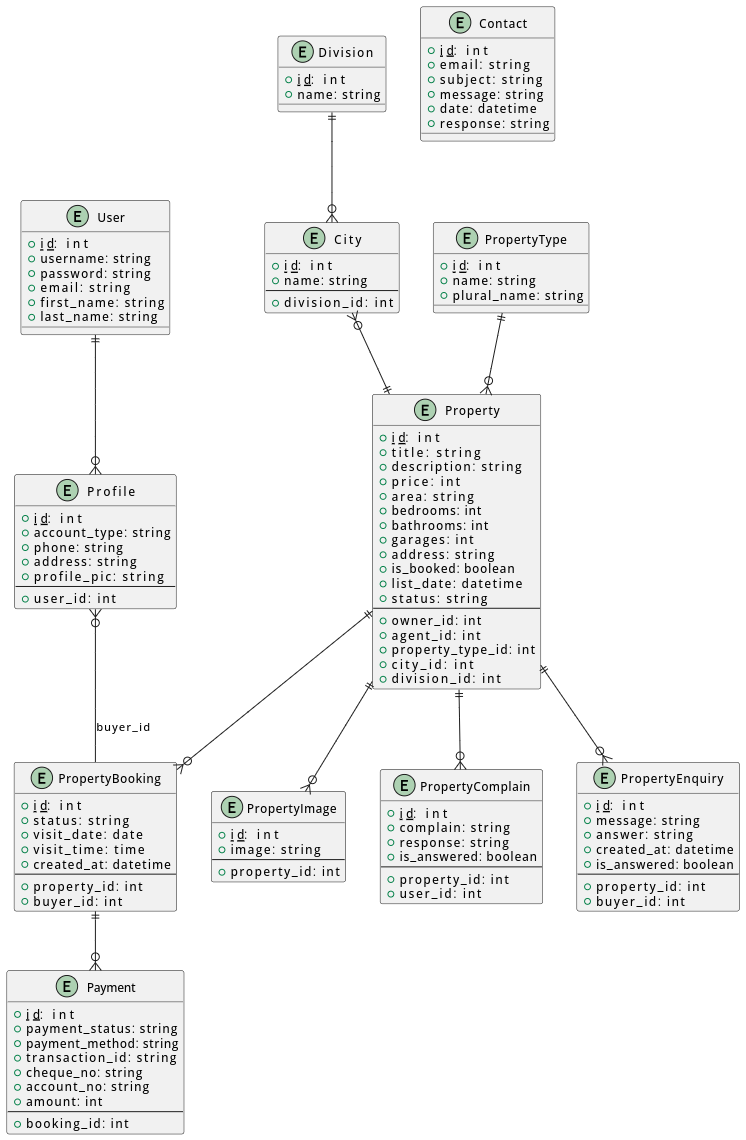 E Contact
id: int
email: string
subject: string
message: string
date: datetime
response: string
E Division
id: int
name: string
E User
id: int
username: string
password: string
email: string
first_name: string
last_name: string
E City
id: int
name: string
division_id: int
E PropertyType
id: int
name: string
plural_name: string
E Property
id: int
title: string
description: string
price: int
area: string
bedrooms: int
bathrooms: int
garages: int
address: string
is_booked: boolean
list_date: datetime
status: string
owner_id: int
agent_id: int
property_type_id: int
city_id: int
division_id: int
E Profile
id: int
account_type: string
phone: string
address: string
profile_pic: string
user_id: int
buyer_id
E PropertyBooking
id: int
status: string
visit_date: date
visit_time: time
created_at: datetime
property_id: int
buyer_id: int
E PropertyImage
id: int
image: string
property_id: int
E PropertyComplain
id: int
complain: string
response: string
is_answered: boolean
property_id: int
user_id: int
E PropertyEnquiry
id: int
message: string
answer: string
created_at: datetime
is_answered: boolean
property_id: int
buyer_id: int
E Payment
id: int
payment_status: string
payment_method: string
transaction_id: string
cheque_no: string
account_no: string
amount: int
booking_id: int